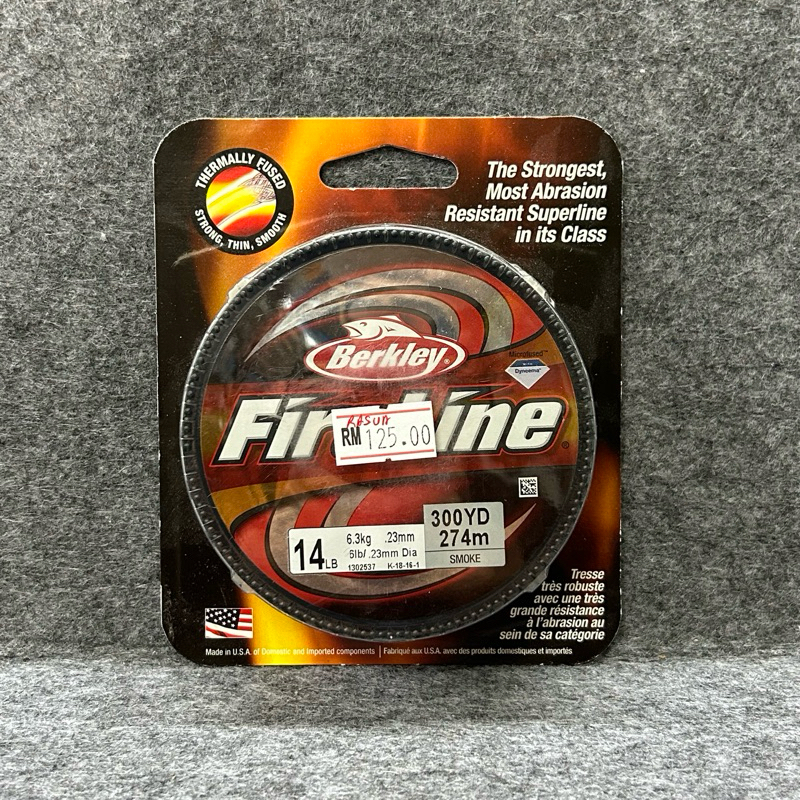 THERMALLY FUSED
STRONG, THIN, SMOOTH
The Strongest,
Most Abrasion
Resistant Superline
in its Class
Berkley
Microfused™
Dyneema®
FireLine®
RASUA
RM 125.00
14LB
6.3kg .23mm
6lb/.23mm Dia
1302537 K-18-16-1
300YD
274m
SMOKE
Tresse
très robuste
avec une très
grande résistance
à l'abrasion au
sein de sa catégorie
Made in U.S.A. of Domestic and Imported components | Fabriqué aux U.S.A. avec des produits domestiques et importés